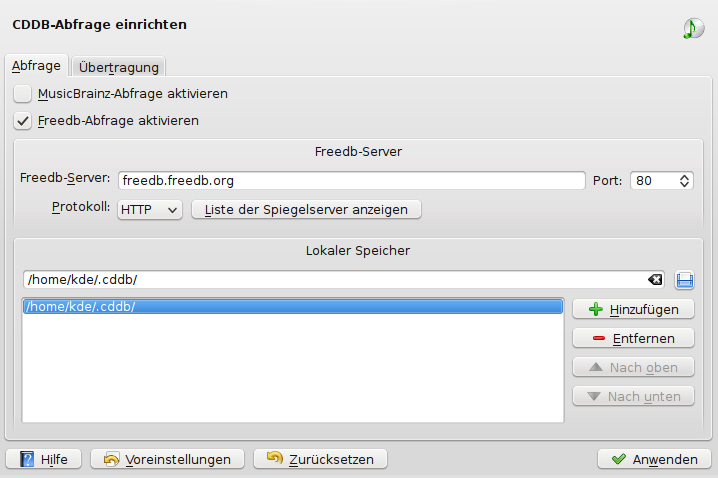 CDDB-Abfrage einrichten
Abfrage Übertragung
MusicBrainz-Abfrage aktivieren
Freedb-Abfrage aktivieren
Freedb-Server
Freedb-Server: freedb.freedb.org Port: 80
Protokoll: HTTP Liste der Spiegelserver anzeigen
Lokaler Speicher
/home/kde/.cddb/
/home/kde/.cddb/ Hinzufügen
Entfernen
Nach oben
Nach unten
Hilfe Voreinstellungen Zurücksetzen Anwenden